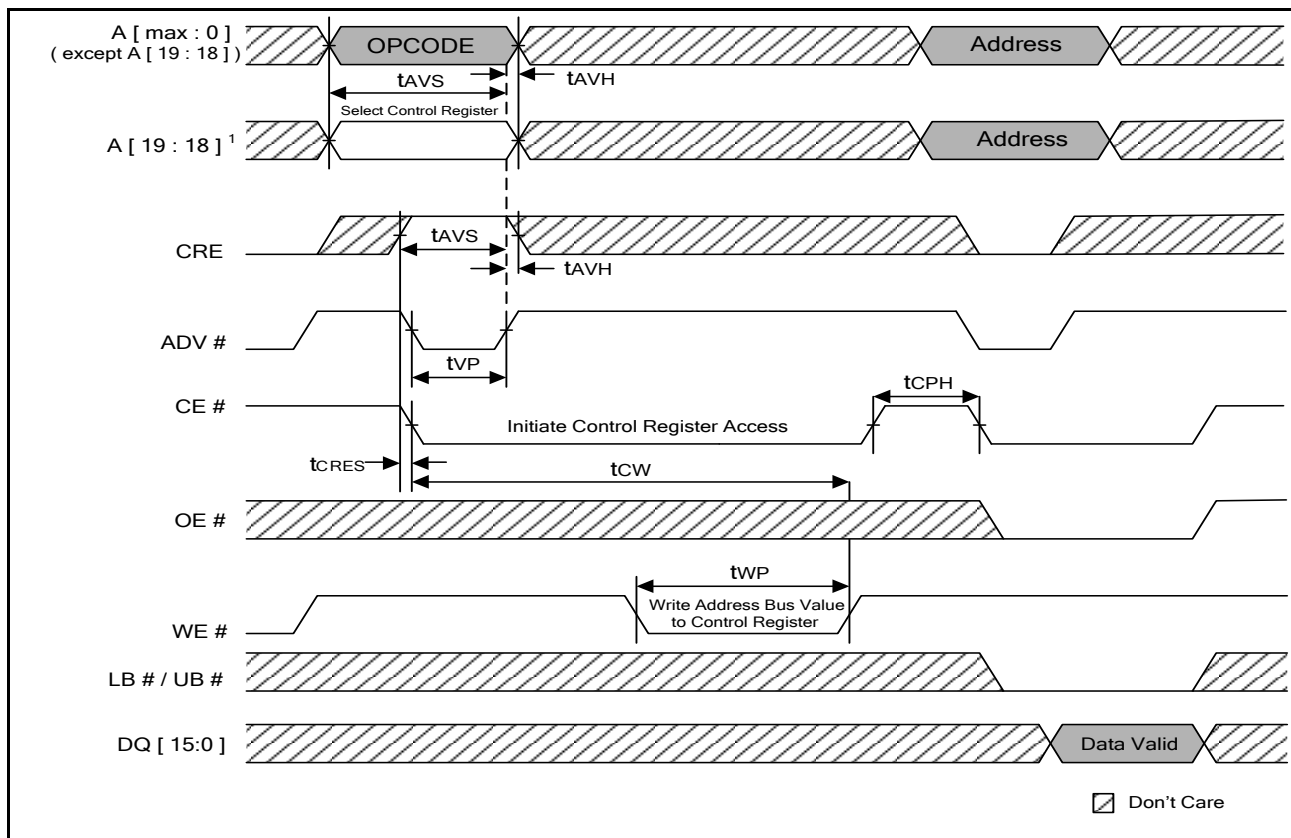 A [ max : 0 ]
( except A [ 19 : 18 ] )
OPCODE
Address
tAVS
tAVH
Select Control Register
A [ 19 : 18 ] 1
Address
CRE
tAVS
tAVH
ADV #
tVP
tCPH
CE #
Initiate Control Register Access
tCRES
tCW
OE #
tWP
Write Address Bus Value
to Control Register
WE #
LB # / UB #
DQ [ 15:0 ]
Data Valid
Don't Care